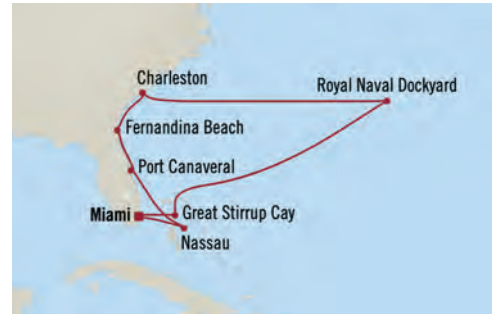 Charleston
Royal Naval Dockyard
Fernandina Beach
Port Canaveral
Miami
Great Stirrup Cay
Nassau